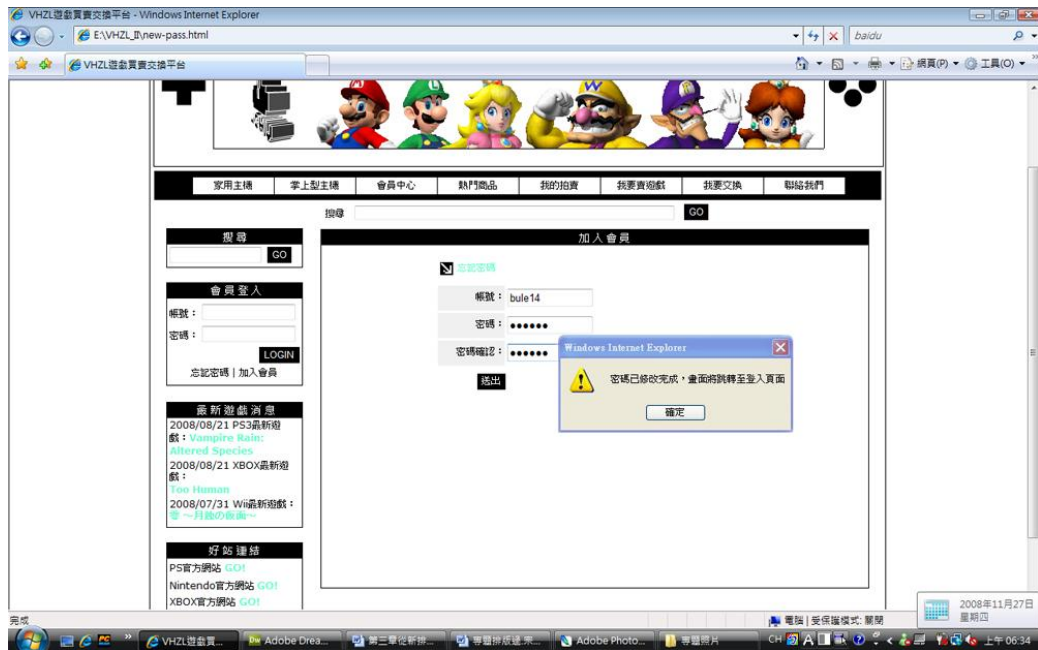 VHZL遊戲買賣交換平台 - Windows Internet Explorer
E:\VHZL_II\new-pass.html
baidu
VHZL遊戲買賣交換平台
網頁(P)
工具(O)
家用主機 掌上型主機 會員中心 熱門商品 我的拍賣 我要賣遊戲 我要交換 聯絡我們
搜尋 GO
搜尋
GO
會員登入
帳號：
密碼：
LOGIN
忘記密碼 | 加入會員
最新遊戲消息
2008/08/21 PS3最新遊
戲：Vampire Rain:
Altered Species
2008/08/21 XBOX最新遊
戲：
Too Human
2008/07/31 Wii最新遊戲：
零 ～月蝕の仮面～
好站連結
PS官方網站 GO!
Nintendo官方網站 GO!
XBOX官方網站 GO!
加入會員
忘記密碼
帳號： bule14
密碼： ●●●●●●
密碼確認： ●●●●●●
送出
Windows Internet Explorer
密碼已修改完成，畫面將跳轉至登入頁面
確定
完成
電腦 | 受保護模式: 關閉
2008年11月27日
星期四
VHZL遊戲買... Adobe Drea... 第三章從新排... 專題排版違... Adobe Photo... 專題照片 CH A 上午 06:34